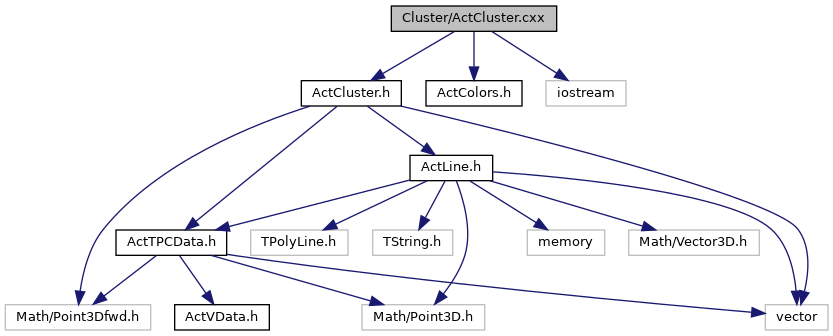 Cluster/ActCluster.cxx
ActCluster.h
ActColors.h
iostream
ActLine.h
ActTPCData.h
TPolyLine.h
TString.h
memory
Math/Vector3D.h
Math/Point3Dfwd.h
ActVData.h
Math/Point3D.h
vector